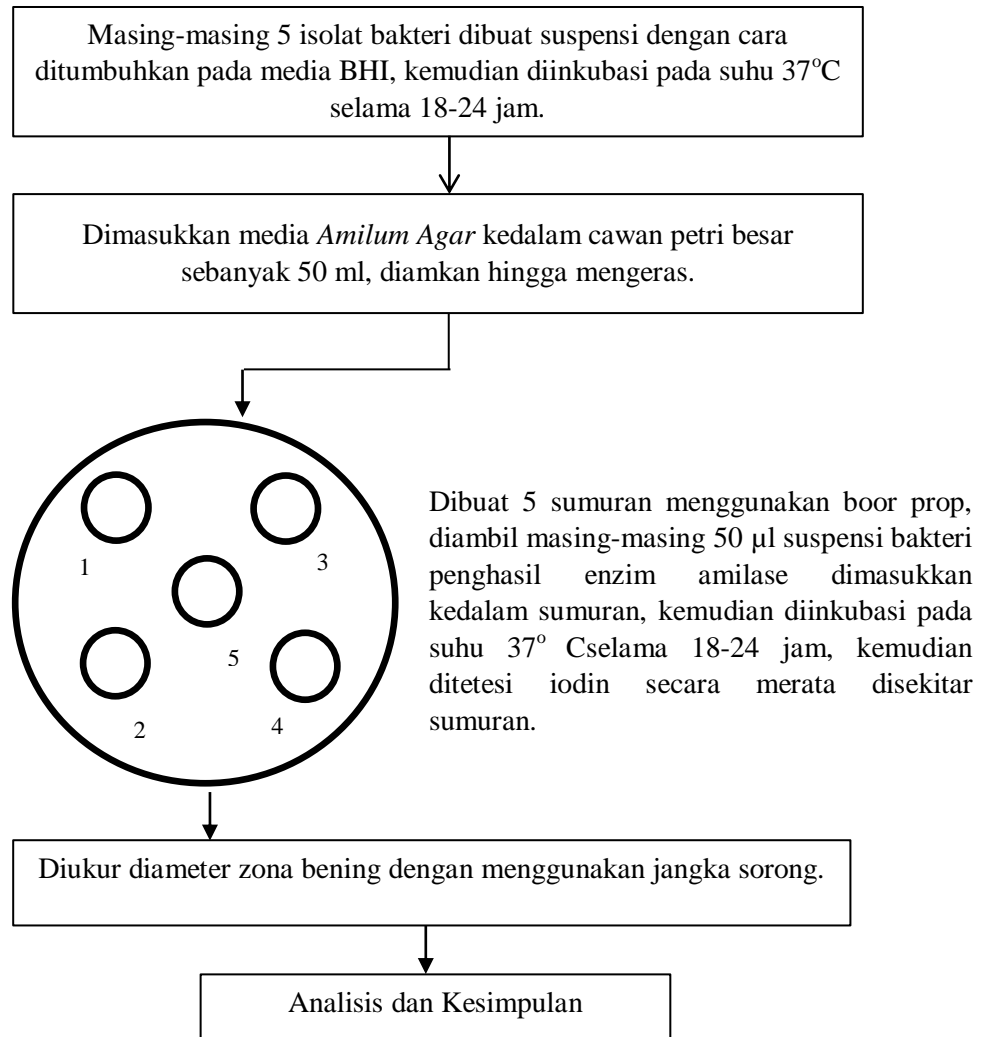 Masing-masing 5 isolat bakteri dibuat suspensi dengan cara
ditumbuhkan pada media BHI, kemudian diinkubasi pada suhu 37°C
selama 18-24 jam.
Dimasukkan media Amilum Agar kedalam cawan petri besar
sebanyak 50 ml, diamkan hingga mengeras.
1
3
5
2
4
Dibuat 5 sumuran menggunakan boor prop,
diambil masing-masing 50 µl suspensi bakteri
penghasil enzim amilase dimasukkan
kedalam sumuran, kemudian diinkubasi pada
suhu 37° Cselama 18-24 jam, kemudian
ditetesi iodin secara merata disekitar
sumuran.
Diukur diameter zona bening dengan menggunakan jangka sorong.
Analisis dan Kesimpulan